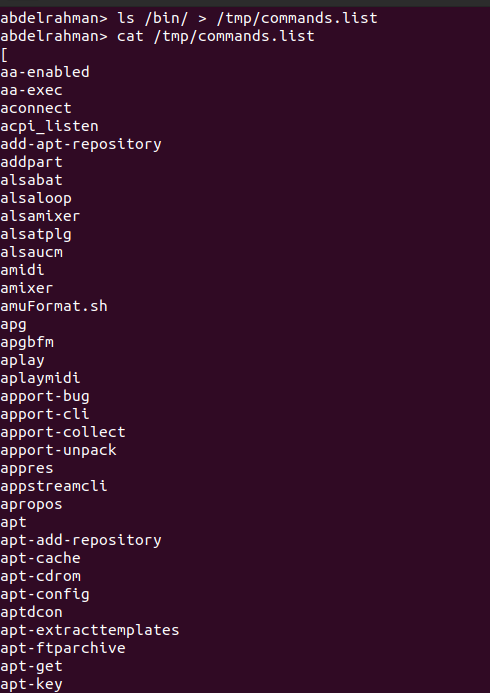 abdelrahman> ls /bin/ > /tmp/commands.list
abdelrahman> cat /tmp/commands.list
[
aa-enabled
aa-exec
aconnect
acpi_listen
add-apt-repository
addpart
alsabat
alsaloop
alsamixer
alsatplg
alsaucm
amidi
amixer
amuFormat.sh
apg
apgbfm
aplay
aplaymidi
apport-bug
apport-cli
apport-collect
apport-unpack
appres
appstreamcli
apropos
apt
apt-add-repository
apt-cache
apt-cdrom
apt-config
aptdcon
apt-extracttemplates
apt-ftparchive
apt-get
apt-key